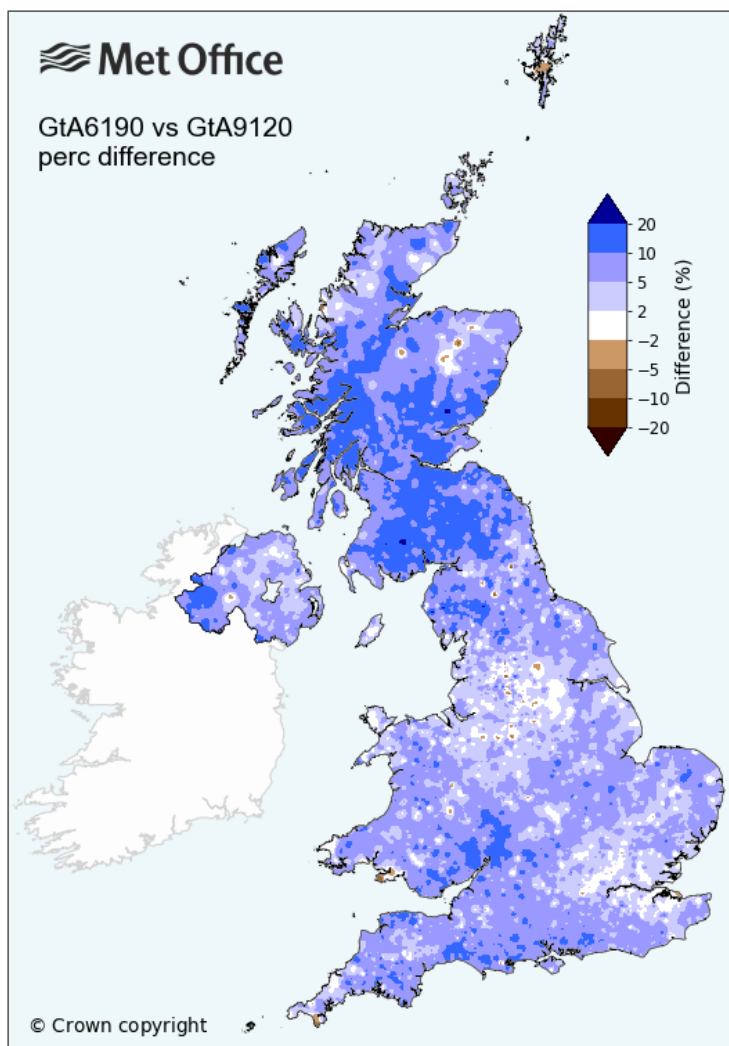 Met Office
GtA6190 vs GtA9120
perc difference
20
10
5
2
−2
−5
−10
−20
Difference (%)
© Crown copyright